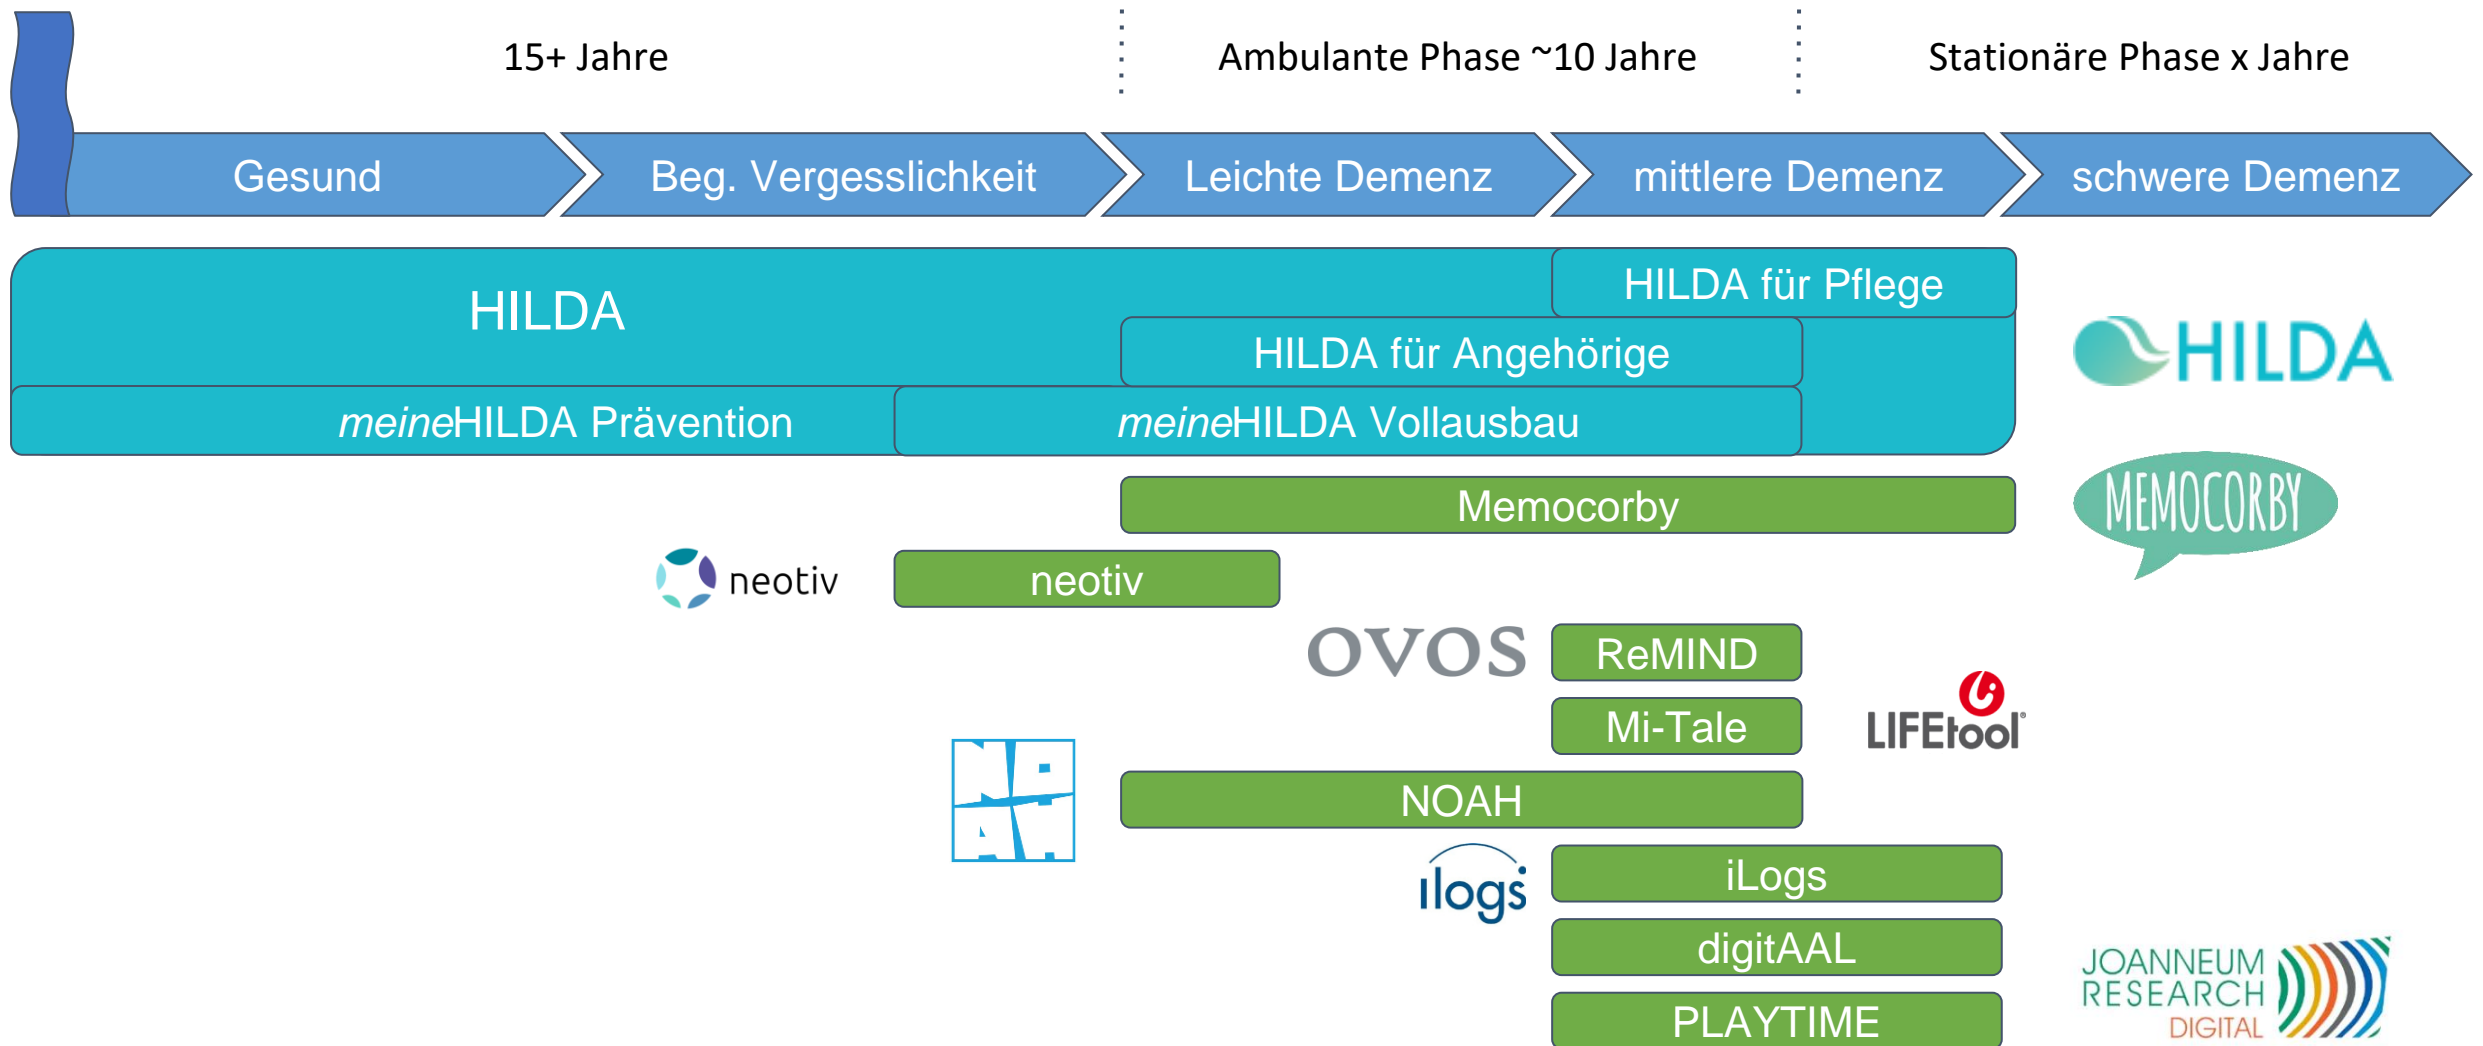 15+ Jahre
Ambulante Phase ~10 Jahre
Stationäre Phase x Jahre
Gesund
Beg. Vergesslichkeit
Leichte Demenz
mittlere Demenz
schwere Demenz
HILDA
HILDA für Pflege
HILDA für Angehörige
HILDA
meineHILDA Prävention
meineHILDA Vollausbau
Memocorby
MEMOCORBY
neotiv
neotiv
ovos
ReMIND
Mi-Tale
LIFEtool®
NOAH
ilogs
iLogs
digitAAL
JOANNEUM
RESEARCH
DIGITAL
PLAYTIME